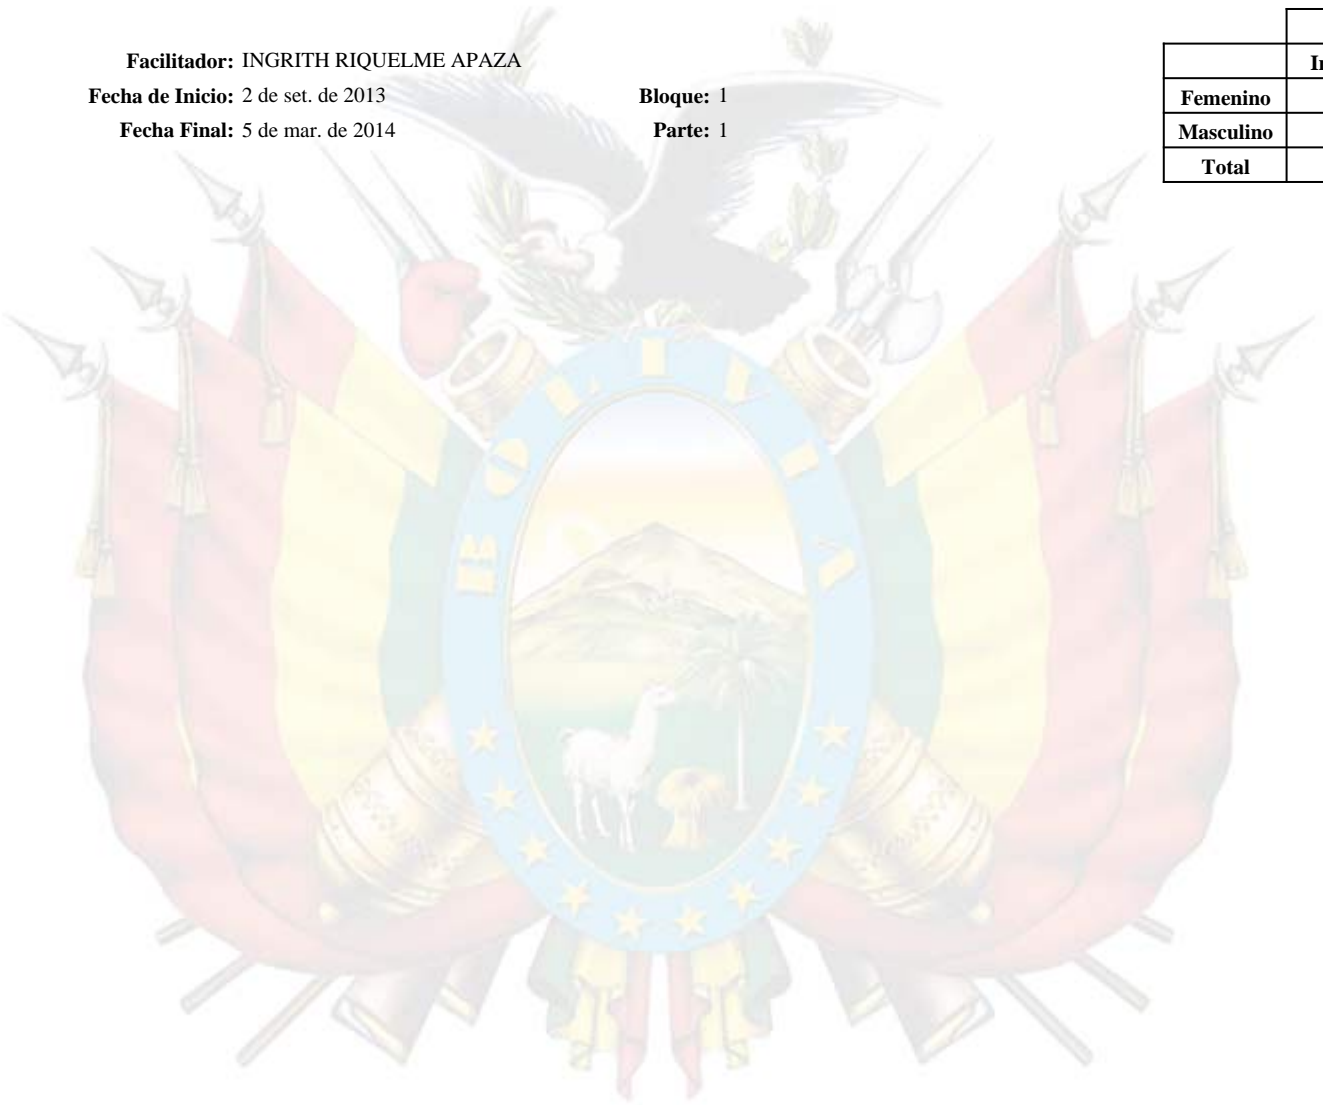 Facilitador: INGRITH RIQUELME APAZA
Fecha de Inicio: 2 de set. de 2013 Bloque: 1
Fecha Final: 5 de mar. de 2014 Parte: 1
Femenino
Masculino
Total
BOLIVIA